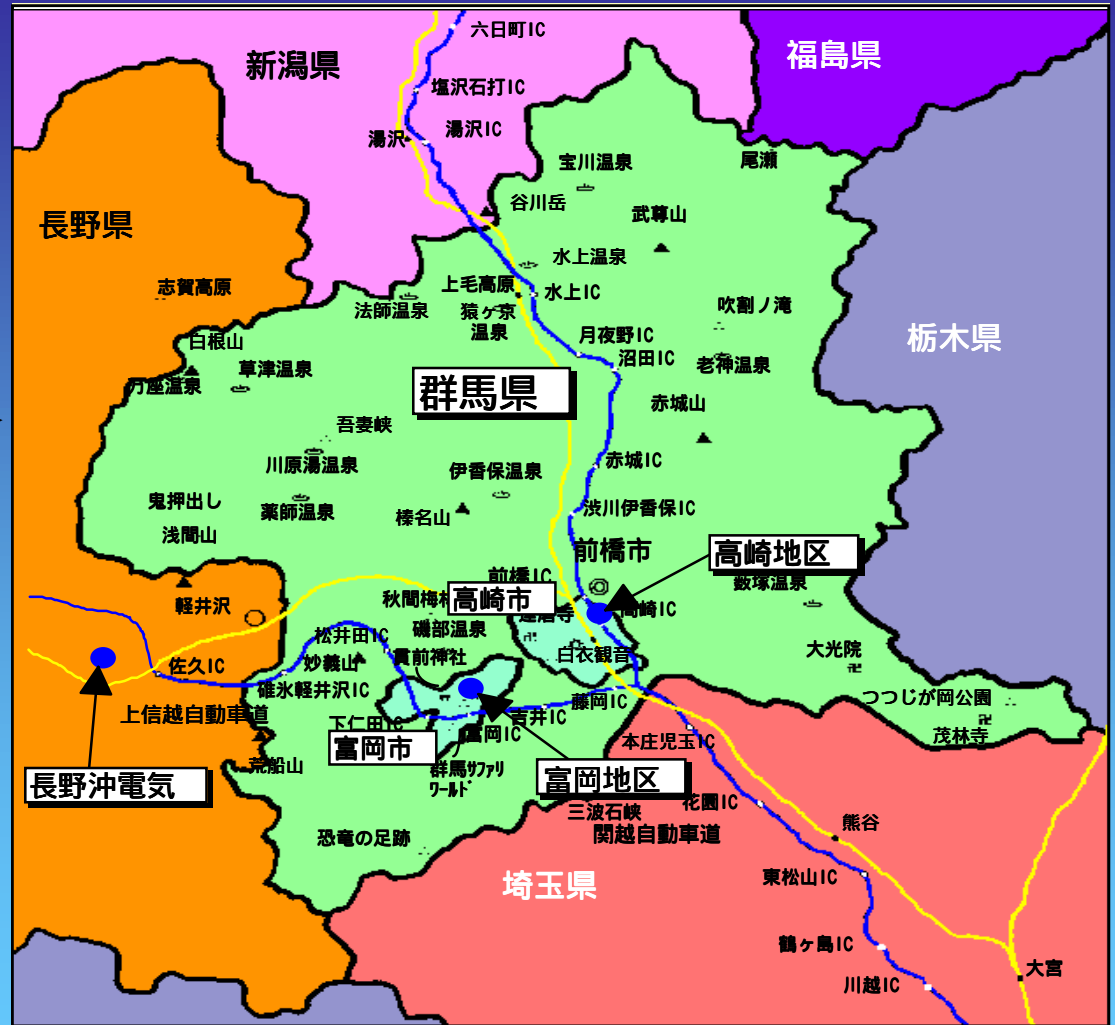 六日町IC
新潟県
福島県
塩沢石打IC
湯沢
湯沢IC
尾瀬
宝川温泉
谷川岳
武尊山
長野県
水上温泉
志賀高原
上毛高原
水上IC
法師温泉
猿ヶ京
温泉
吹割ノ滝
月夜野IC
栃木県
白根山
沼田IC
老神温泉
草津温泉
万座温泉
群馬県
赤城山
吾妻峡
川原湯温泉
伊香保温泉
赤城IC
鬼押出し
薬師温泉
榛名山
渋川伊香保IC
浅間山
前橋市
高崎地区
前橋IC
薮塚温泉
軽井沢
高崎市
高崎IC
松井田IC
磯部温泉
白衣観音
大光院
佐久IC
妙義山
貫前神社
碓氷軽井沢IC
つつじが岡公園
上信越自動車道
下仁田IC
吉井IC
藤岡IC
茂林寺
富岡市
富岡IC
本庄児玉IC
荒船山
群馬サファリ
ワールド
富岡地区
長野沖電気
三波石峡
花園IC
関越自動車道
熊谷
恐竜の足跡
埼玉県
東松山IC
鶴ヶ島IC
川越IC
大宮